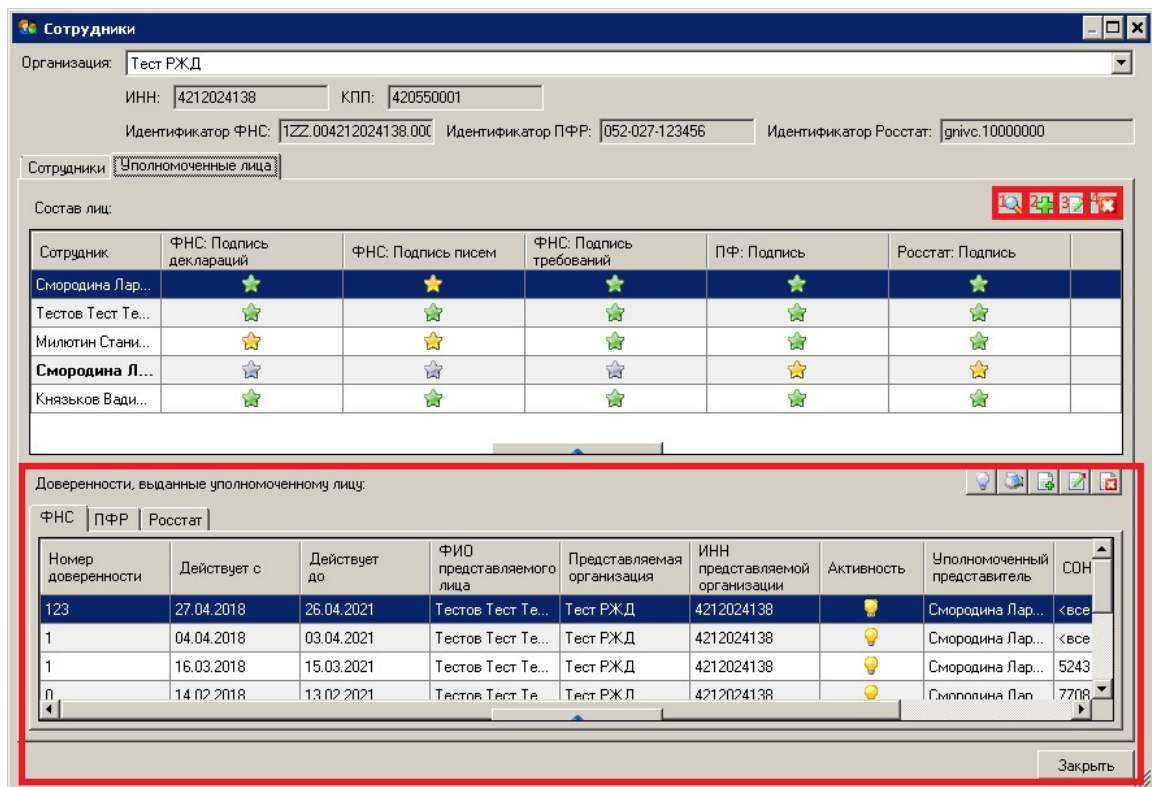 Сотрудники
Организация: Тест РЖД
ИНН: 4212024138 КПП: 420550001
Идентификатор ФНС: 1ZZ.004212024138.000 Идентификатор ПФР: 052-027-123456 Идентификатор Росстат: gnivc.10000000
Сотрудники Уполномоченные лица
Состав лиц: 1 2 3 4
Сотрудник ФНС: Подпись деклараций ФНС: Подпись писем ФНС: Подпись требований ПФ: Подпись Росстат: Подпись
Смородина Лар...
Тестов Тест Те...
Милютин Стани...
Смородина Л...
Князьков Вади...
Доверенности, выданные уполномоченному лицу:
ФНС ПФР Росстат
Номер доверенности Действует с Действует до ФИО представляемого лица Представляемая организация ИНН представляемой организации Активность Уполномоченный представитель СОН
123 27.04.2018 26.04.2021 Тестов Тест Те... Тест РЖД 4212024138 Смородина Лар... <все
1 04.04.2018 03.04.2021 Тестов Тест Те... Тест РЖД 4212024138 Смородина Лар... <все
1 16.03.2018 15.03.2021 Тестов Тест Те... Тест РЖД 4212024138 Смородина Лар... 5243
0 14.02.2018 13.02.2021 Тестов Тест Те... Тест РЖД 4212024138 Смородина Лар... 7708
Закрыть